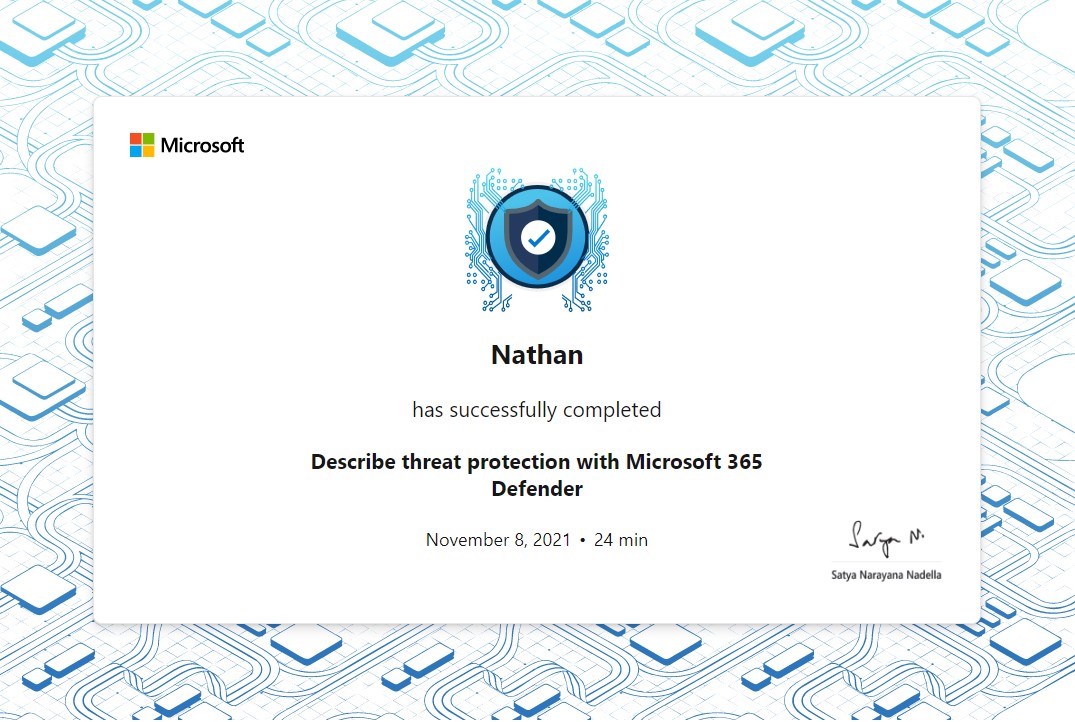 Microsoft
Nathan
has successfully completed
Describe threat protection with Microsoft 365
Defender
November 8, 2021 • 24 min
Satya N.
Satya Narayana Nadella